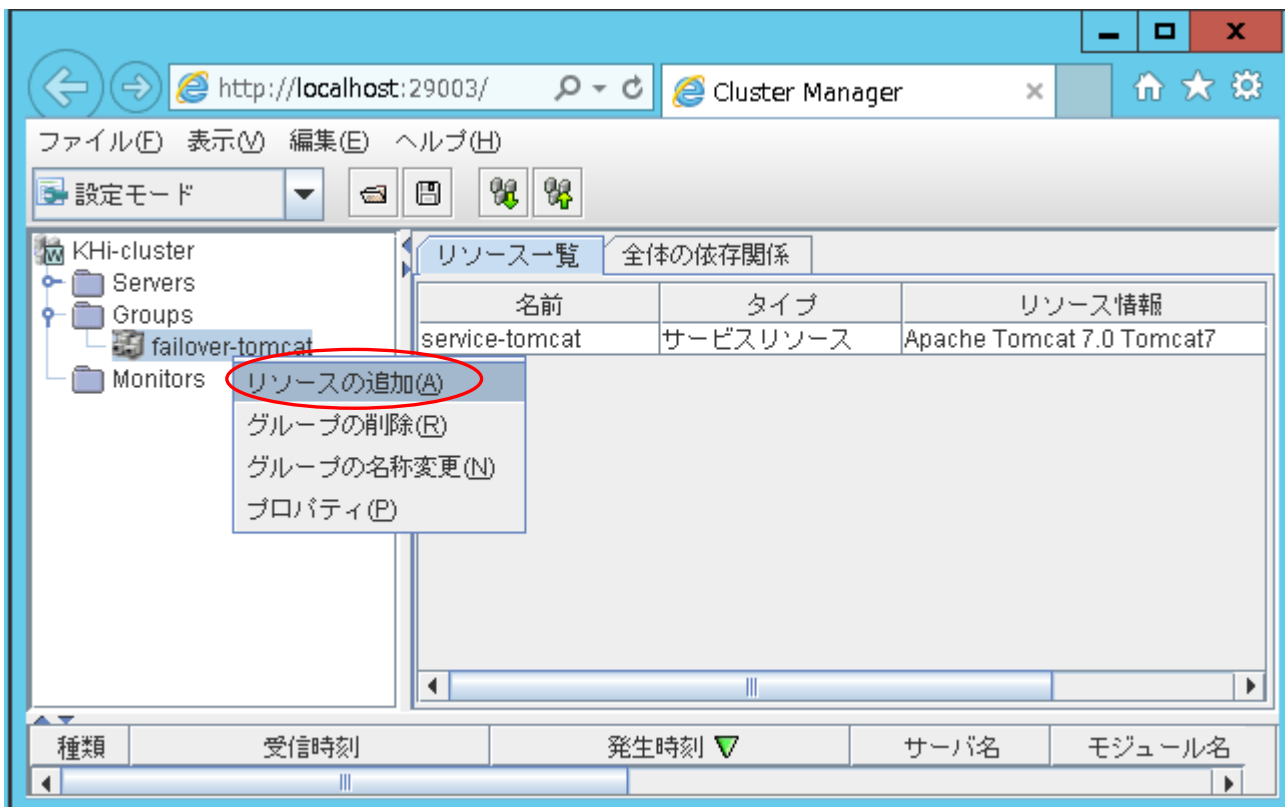 http://localhost:29003/
Cluster Manager
ファイル(F) 表示(V) 編集(E) ヘルプ(H)
設定モード
KHi-cluster
Servers
Groups
failover-tomcat
Monitors
リソースの追加(A)
グループの削除(R)
グループの名称変更(N)
プロパティ(P)
リソース一覧 全体の依存関係
名前 タイプ リソース情報
service-tomcat サービスリソース Apache Tomcat 7.0 Tomcat7
種類 受信時刻 発生時刻 サーバ名 モジュール名